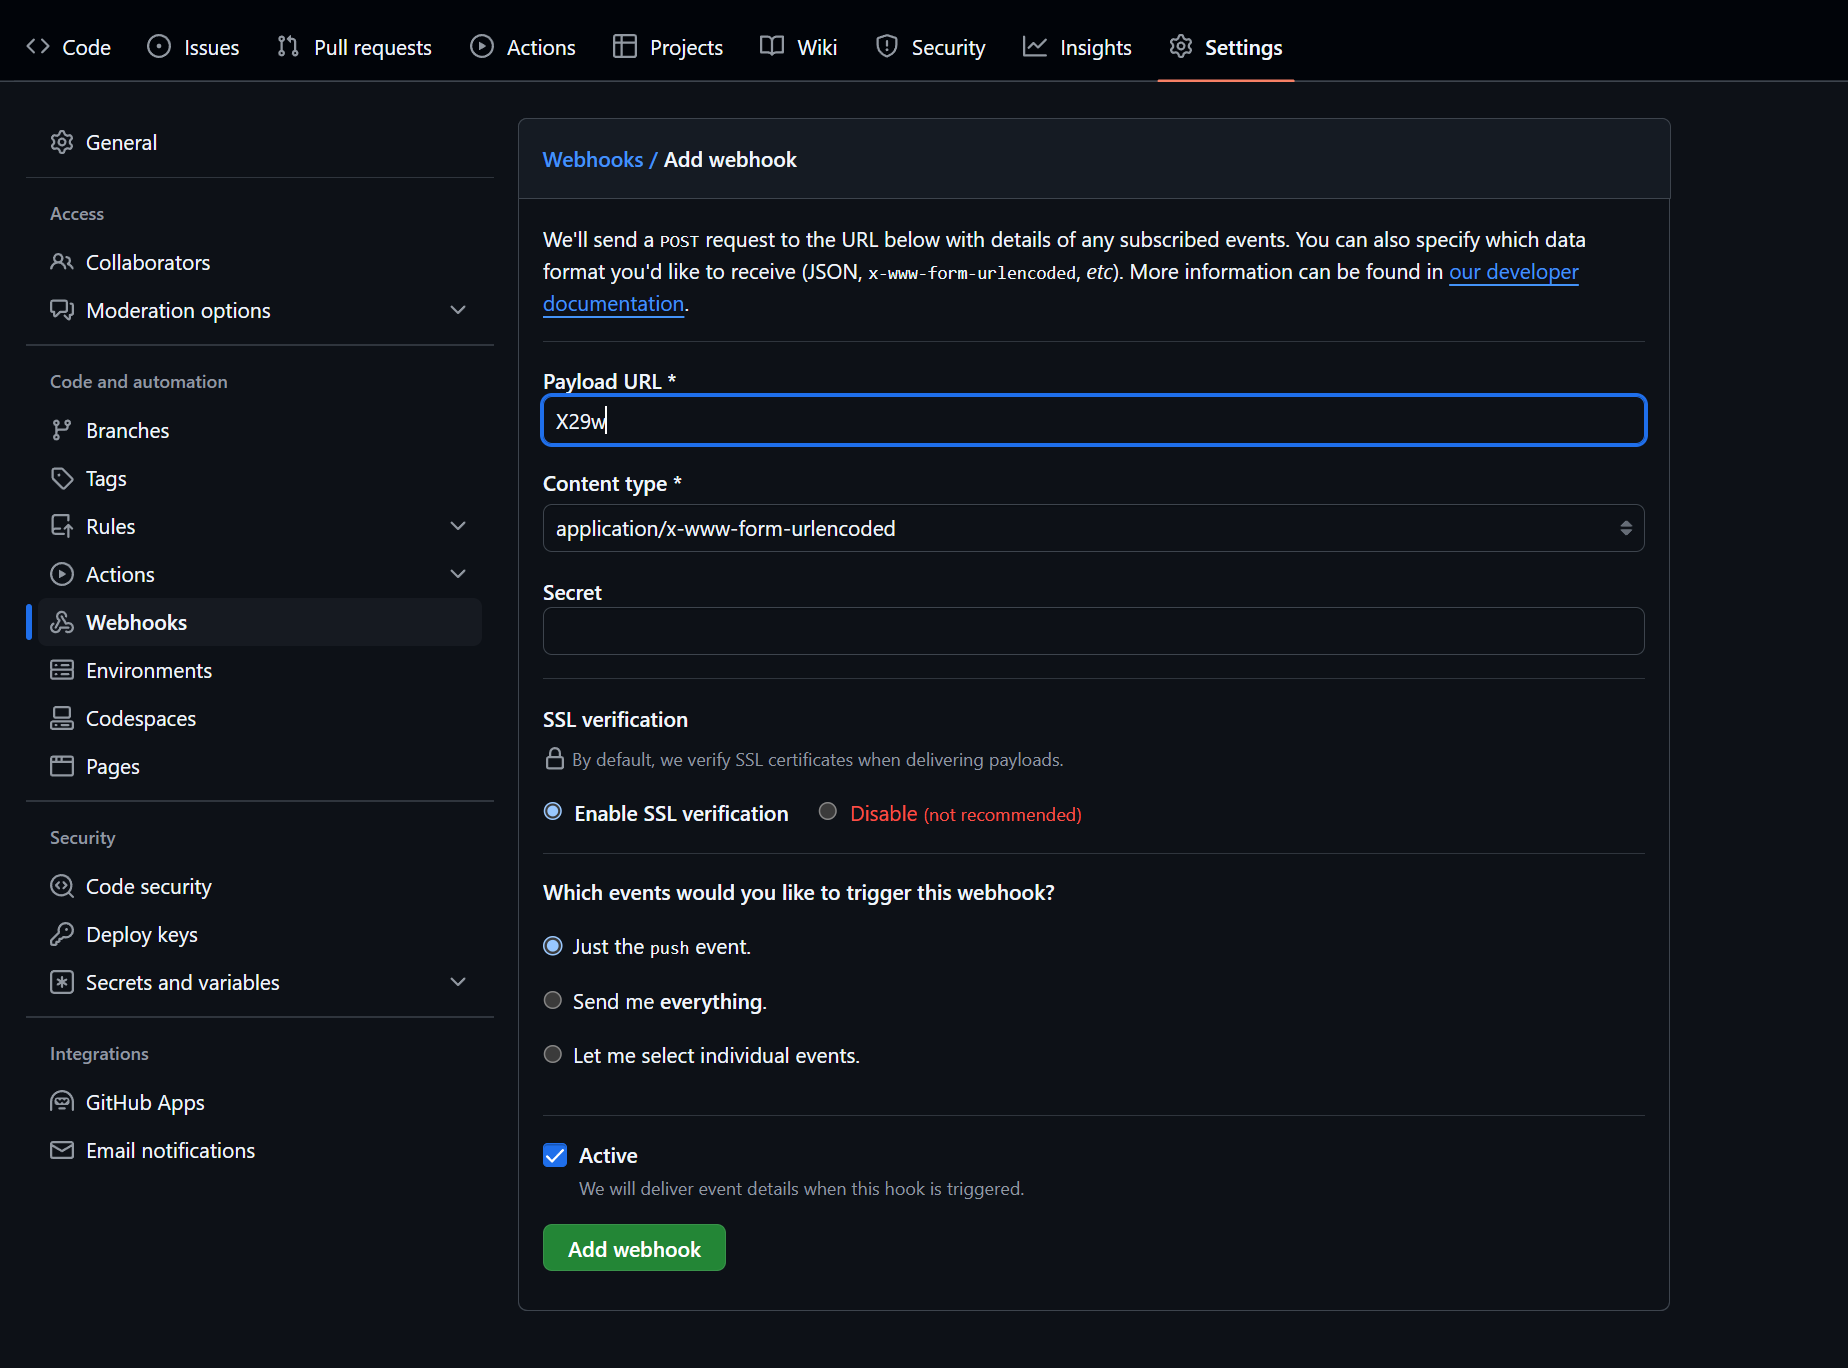 Code Issues Pull requests Actions Projects Wiki Security Insights Settings
General
Access
Collaborators
Moderation options
Code and automation
Branches
Tags
Rules
Actions
Webhooks
Environments
Codespaces
Pages
Security
Code security
Deploy keys
Secrets and variables
Integrations
GitHub Apps
Email notifications
Webhooks / Add webhook
We'll send a POST request to the URL below with details of any subscribed events. You can also specify which data
format you'd like to receive (JSON, x-www-form-urlencoded, etc). More information can be found in our developer
documentation.
Payload URL *
X29w
Content type *
application/x-www-form-urlencoded
Secret
SSL verification
By default, we verify SSL certificates when delivering payloads.
Enable SSL verification Disable (not recommended)
Which events would you like to trigger this webhook?
Just the push event.
Send me everything.
Let me select individual events.
Active
We will deliver event details when this hook is triggered.
Add webhook